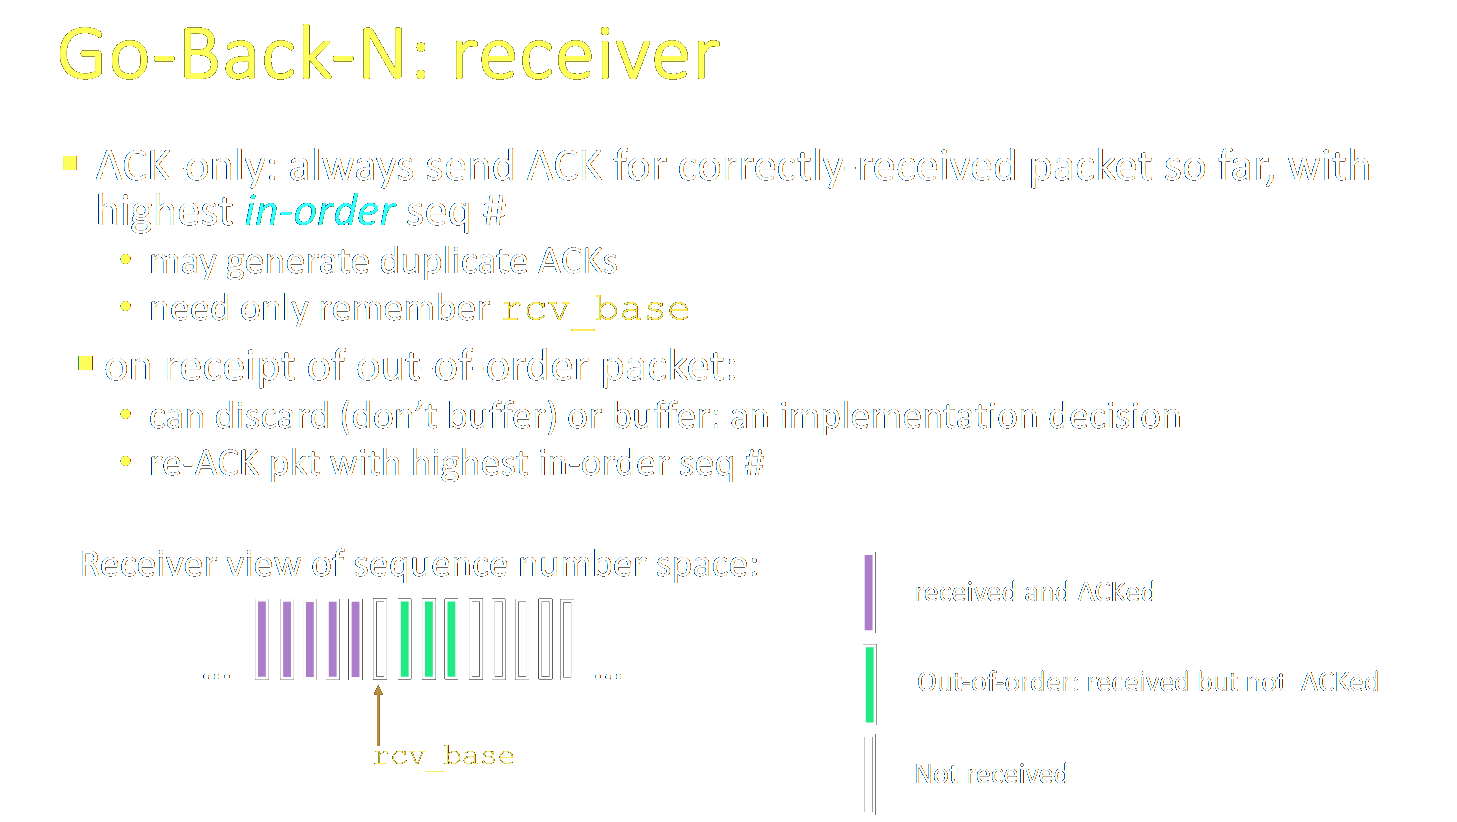 Go-Back-N: receiver
ACK-only: always send ACK for correctly-received packet so far, with
highest in-order seq #
may generate duplicate ACKs
need only remember rcv_base
on receipt of out-of-order packet:
can discard (don’t buffer) or buffer: an implementation decision
re-ACK pkt with highest in-order seq #
Receiver view of sequence number space:
received and ACKed
… …
Out-of-order: received but not ACKed
rcv_base
Not received